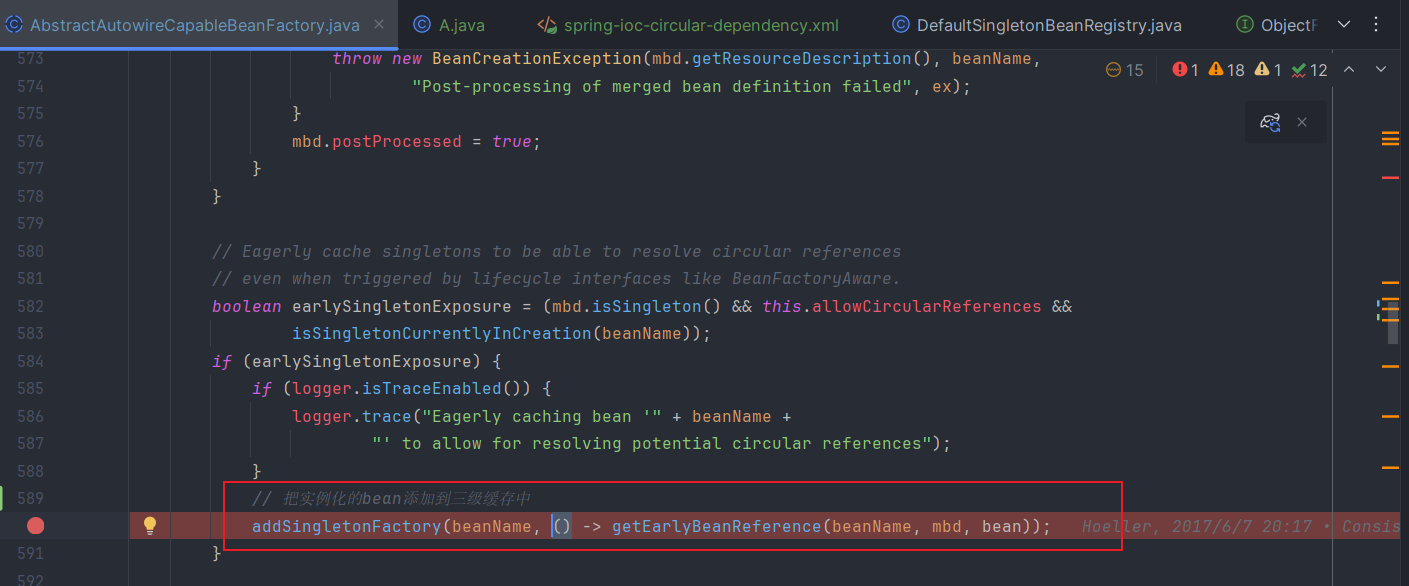 AbstractAutowireCapableBeanFactory.java A.java spring-ioc-circular-dependency.xml DefaultSingletonBeanRegistry.java ObjectF
15 1 18 1 12
573 throw new BeanCreationException(mbd.getResourceDescription(), beanName,
574 "Post-processing of merged bean definition failed", ex);
575 }
576 mbd.postProcessed = true;
577 }
578 }
579
580 // Eagerly cache singletons to be able to resolve circular references
581 // even when triggered by lifecycle interfaces like BeanFactoryAware.
582 boolean earlySingletonExposure = (mbd.isSingleton() && this.allowCircularReferences &&
583 isSingletonCurrentlyInCreation(beanName));
584 if (earlySingletonExposure) {
585 if (logger.isTraceEnabled()) {
586 logger.trace("Eagerly caching bean '" + beanName +
587 "' to allow for resolving potential circular references");
588 }
589 // 把实例化的bean添加到三级缓存中
addSingletonFactory(beanName, () -> getEarlyBeanReference(beanName, mbd, bean)); Hoeller, 2017/6/7 20:17 • Consis
591 }
592